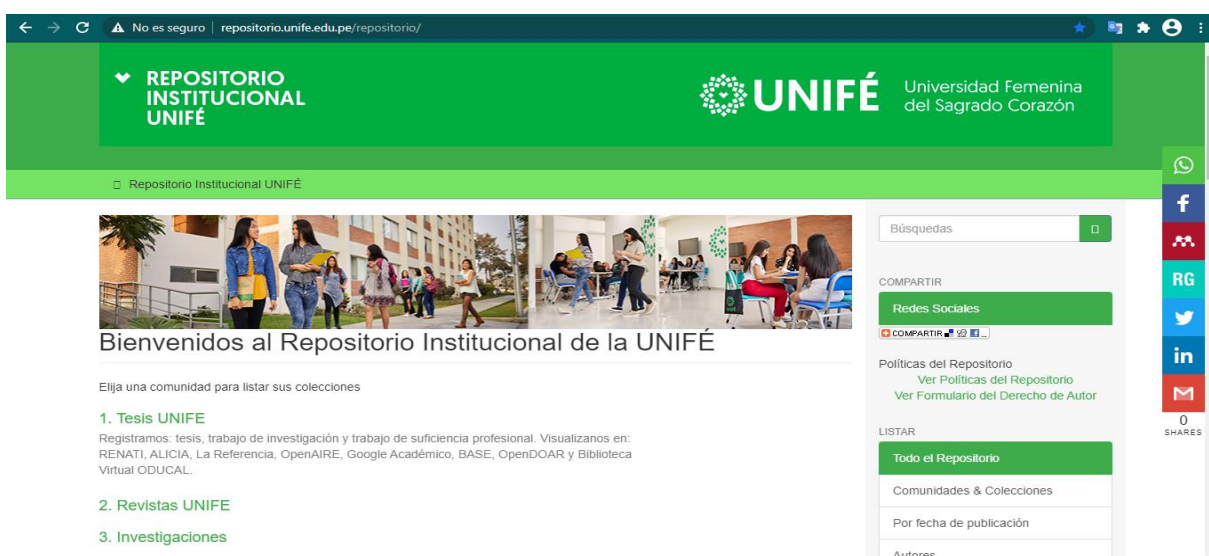 No es seguro | repositorio.unife.edu.pe/repositorio/
REPOSITORIO
INSTITUCIONAL
UNIFÉ
UNIFÉ
Universidad Femenina
del Sagrado Corazón
Repositorio Institucional UNIFÉ
Bienvenidos al Repositorio Institucional de la UNIFÉ
Elija una comunidad para listar sus colecciones
1. Tesis UNIFE
Registramos: tesis, trabajo de investigación y trabajo de suficiencia profesional. Visualizanos en:
RENATI, ALICIA, La Referencia, OpenAIRE, Google Académico, BASE, OpenDOAR y Biblioteca
Virtual ODUCAL.
2. Revistas UNIFE
3. Investigaciones
Búsquedas
COMPARTIR
Redes Sociales
COMPARTIR
Políticas del Repositorio
Ver Políticas del Repositorio
Ver Formulario del Derecho de Autor
LISTAR
Todo el Repositorio
Comunidades & Colecciones
Por fecha de publicación
Autores
RG
0
SHARES